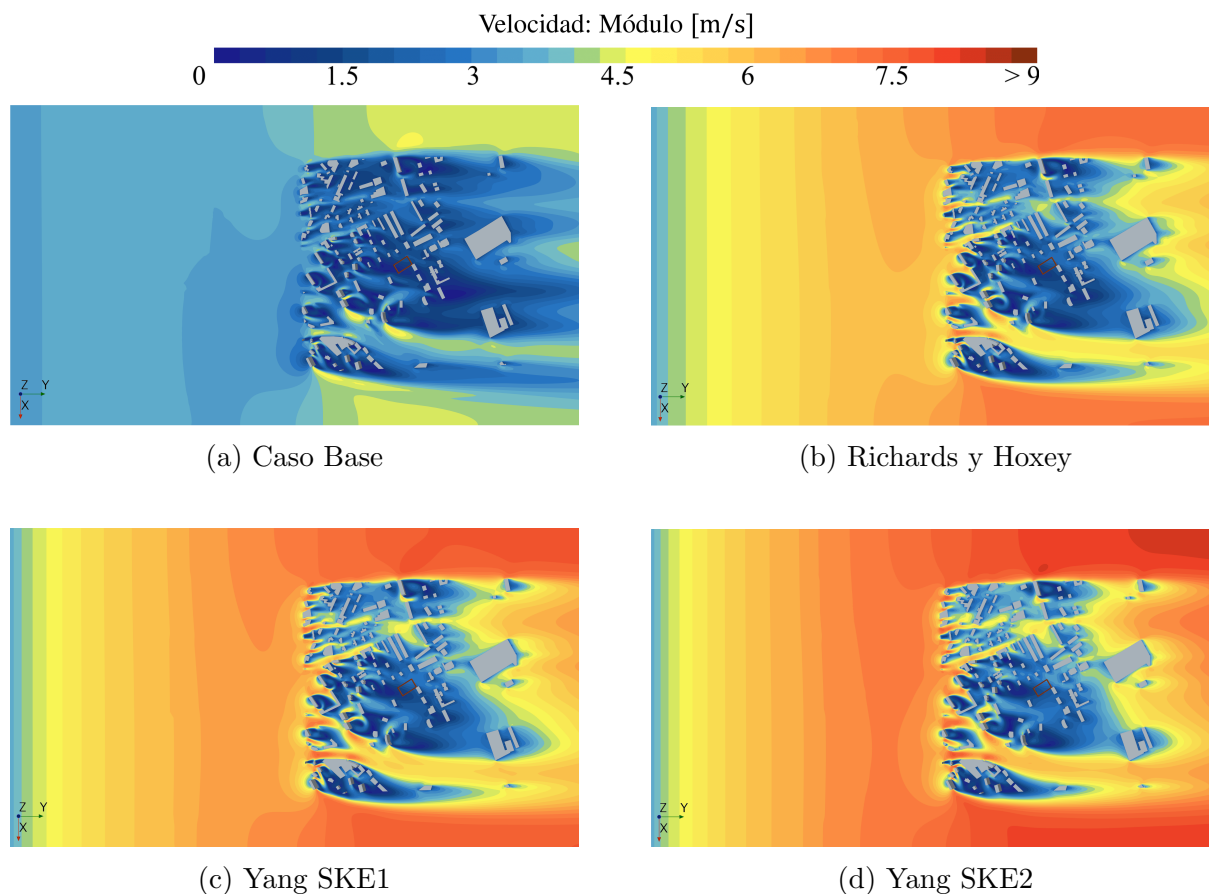 Velocidad: Módulo [m/s]
0 1.5 3 4.5 6 7.5 > 9
Z Y
X
Z Y
X
(a) Caso Base
(b) Richards y Hoxey
Z Y
X
Z Y
X
(c) Yang SKE1
(d) Yang SKE2